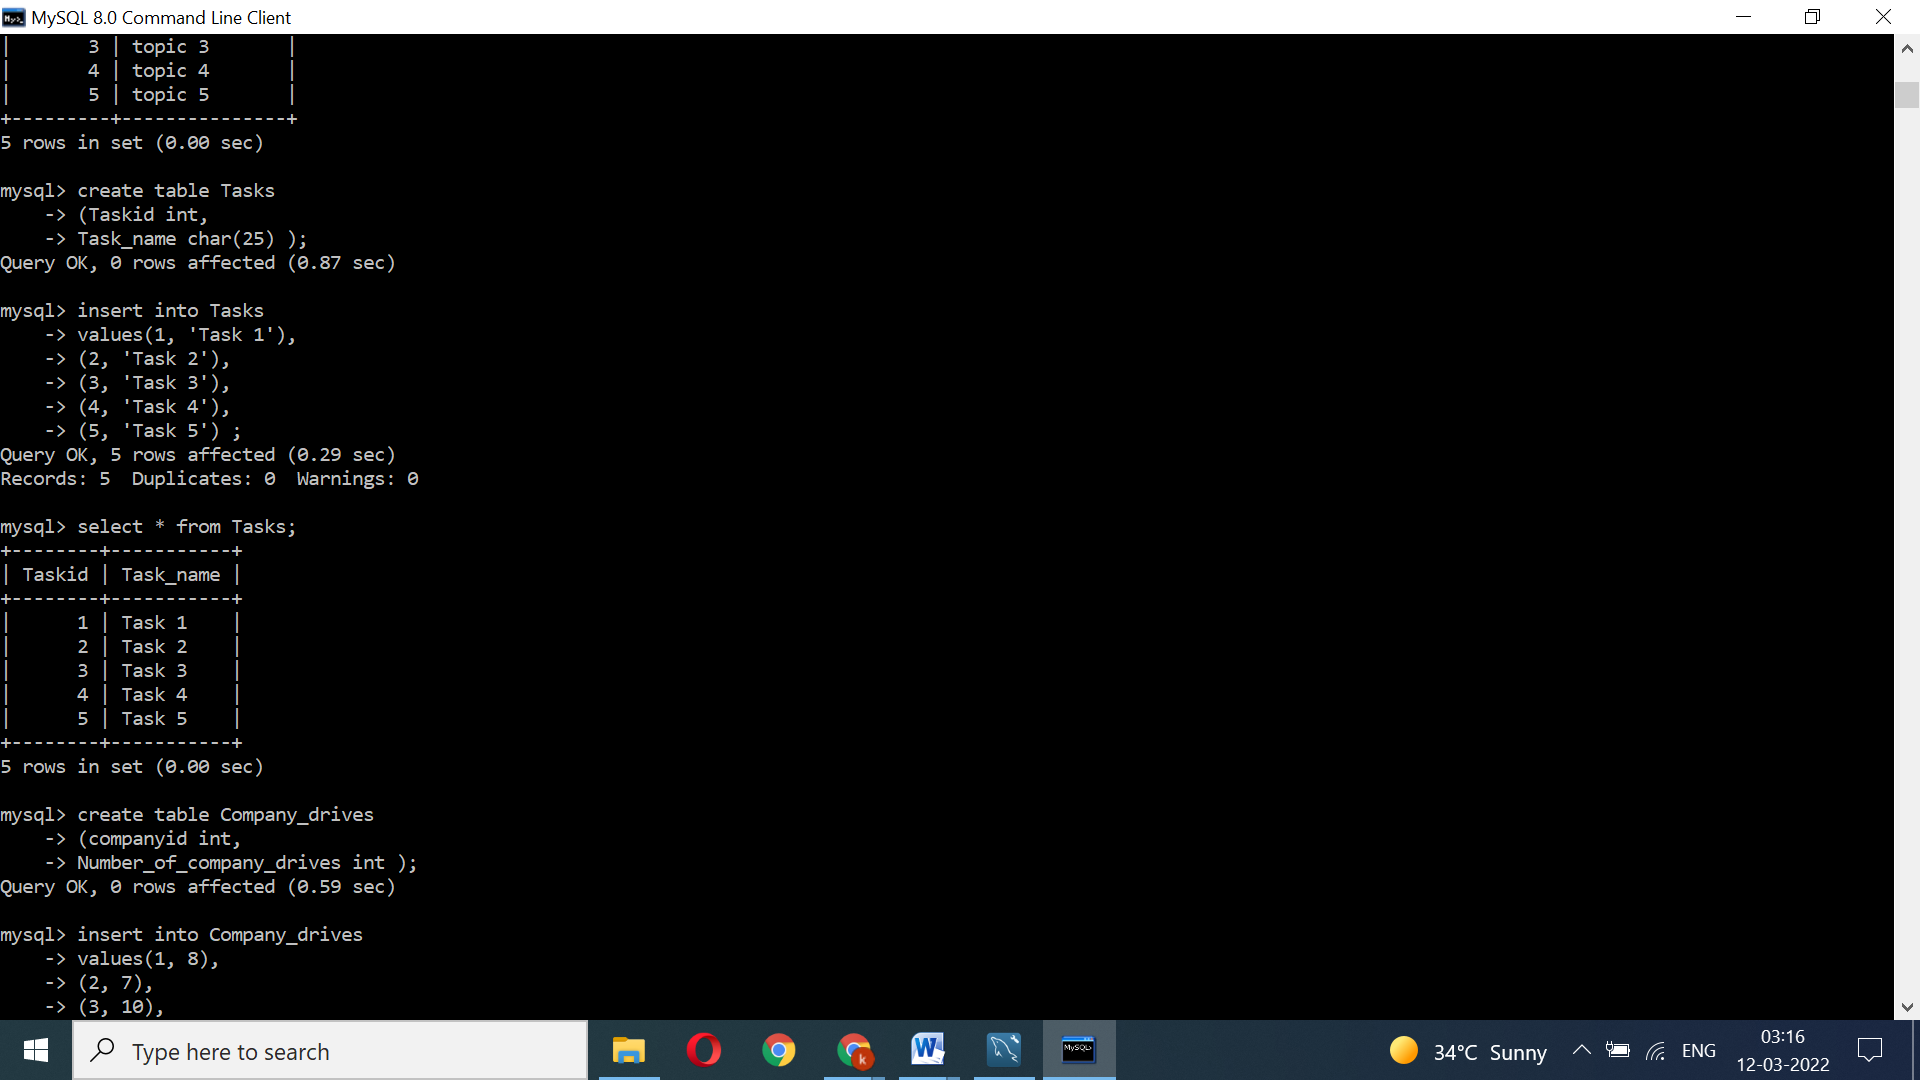 MySQL 8.0 Command Line Client
|       3 | topic 3       |
|       4 | topic 4       |
|       5 | topic 5       |
+---------+---------------+
5 rows in set (0.00 sec)
mysql> create table Tasks
    -> (Taskid int,
    -> Task_name char(25) );
Query OK, 0 rows affected (0.87 sec)
mysql> insert into Tasks
    -> values(1, 'Task 1'),
    -> (2, 'Task 2'),
    -> (3, 'Task 3'),
    -> (4, 'Task 4'),
    -> (5, 'Task 5') ;
Query OK, 5 rows affected (0.29 sec)
Records: 5  Duplicates: 0  Warnings: 0
mysql> select * from Tasks;
+--------+-----------+
| Taskid | Task_name |
+--------+-----------+
|      1 | Task 1    |
|      2 | Task 2    |
|      3 | Task 3    |
|      4 | Task 4    |
|      5 | Task 5    |
+--------+-----------+
5 rows in set (0.00 sec)
mysql> create table Company_drives
    -> (companyid int,
    -> Number_of_company_drives int );
Query OK, 0 rows affected (0.59 sec)
mysql> insert into Company_drives
    -> values(1, 8),
    -> (2, 7),
    -> (3, 10),
Type here to search
W
k
MySQL>
34°C Sunny
ENG
03:16
12-03-2022